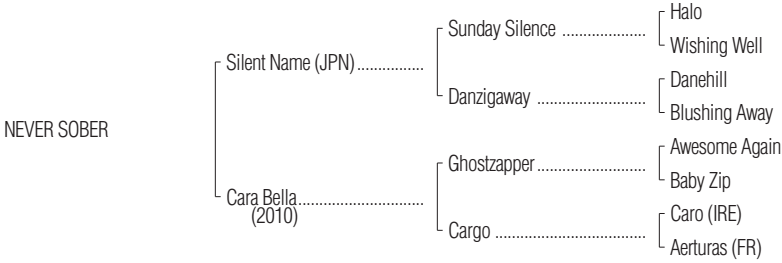 Halo
Sunday Silence ....................
Wishing Well
Silent Name (JPN) ................
Danehill
Danzigaway ..........................
Blushing Away
NEVER SOBER
Awesome Again
Ghostzapper ..........................
Baby Zip
Cara Bella ..............................
(2010)
Caro (IRE)
Cargo ....................................
Aerturas (FR)